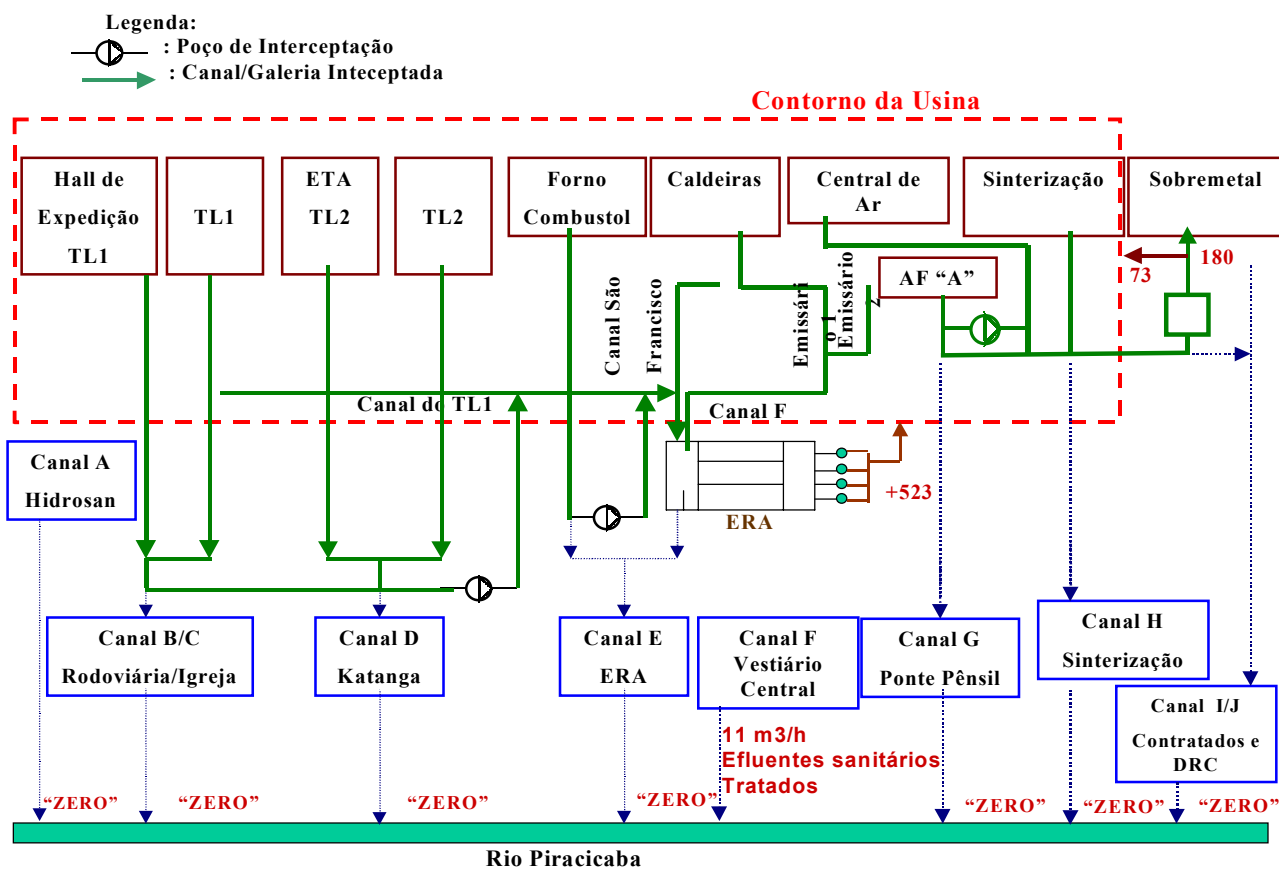 Legenda:
: Poço de Interceptação
: Canal/Galeria Inteceptada
Contorno da Usina
Hall de
Expedição
TL1
TL1
ETA
TL2
TL2
Forno
Combustol
Caldeiras
Central de
Ar
Sinterização
Sobremetal
AF “A”
73
180
Canal São
Francisco
Emissári
o 1
Emissário
2
Canal do TL1
Canal F
+523
ERA
Canal A
Hidrosan
Canal B/C
Rodoviária/Igreja
Canal D
Katanga
Canal E
ERA
Canal F
Vestiário
Central
Canal G
Ponte Pênsil
Canal H
Sinterização
Canal I/J
Contratados e
DRC
11 m3/h
Efluentes sanitários
Tratados
“ZERO”
“ZERO”
“ZERO”
“ZERO”
“ZERO”
“ZERO”
“ZERO”
Rio Piracicaba